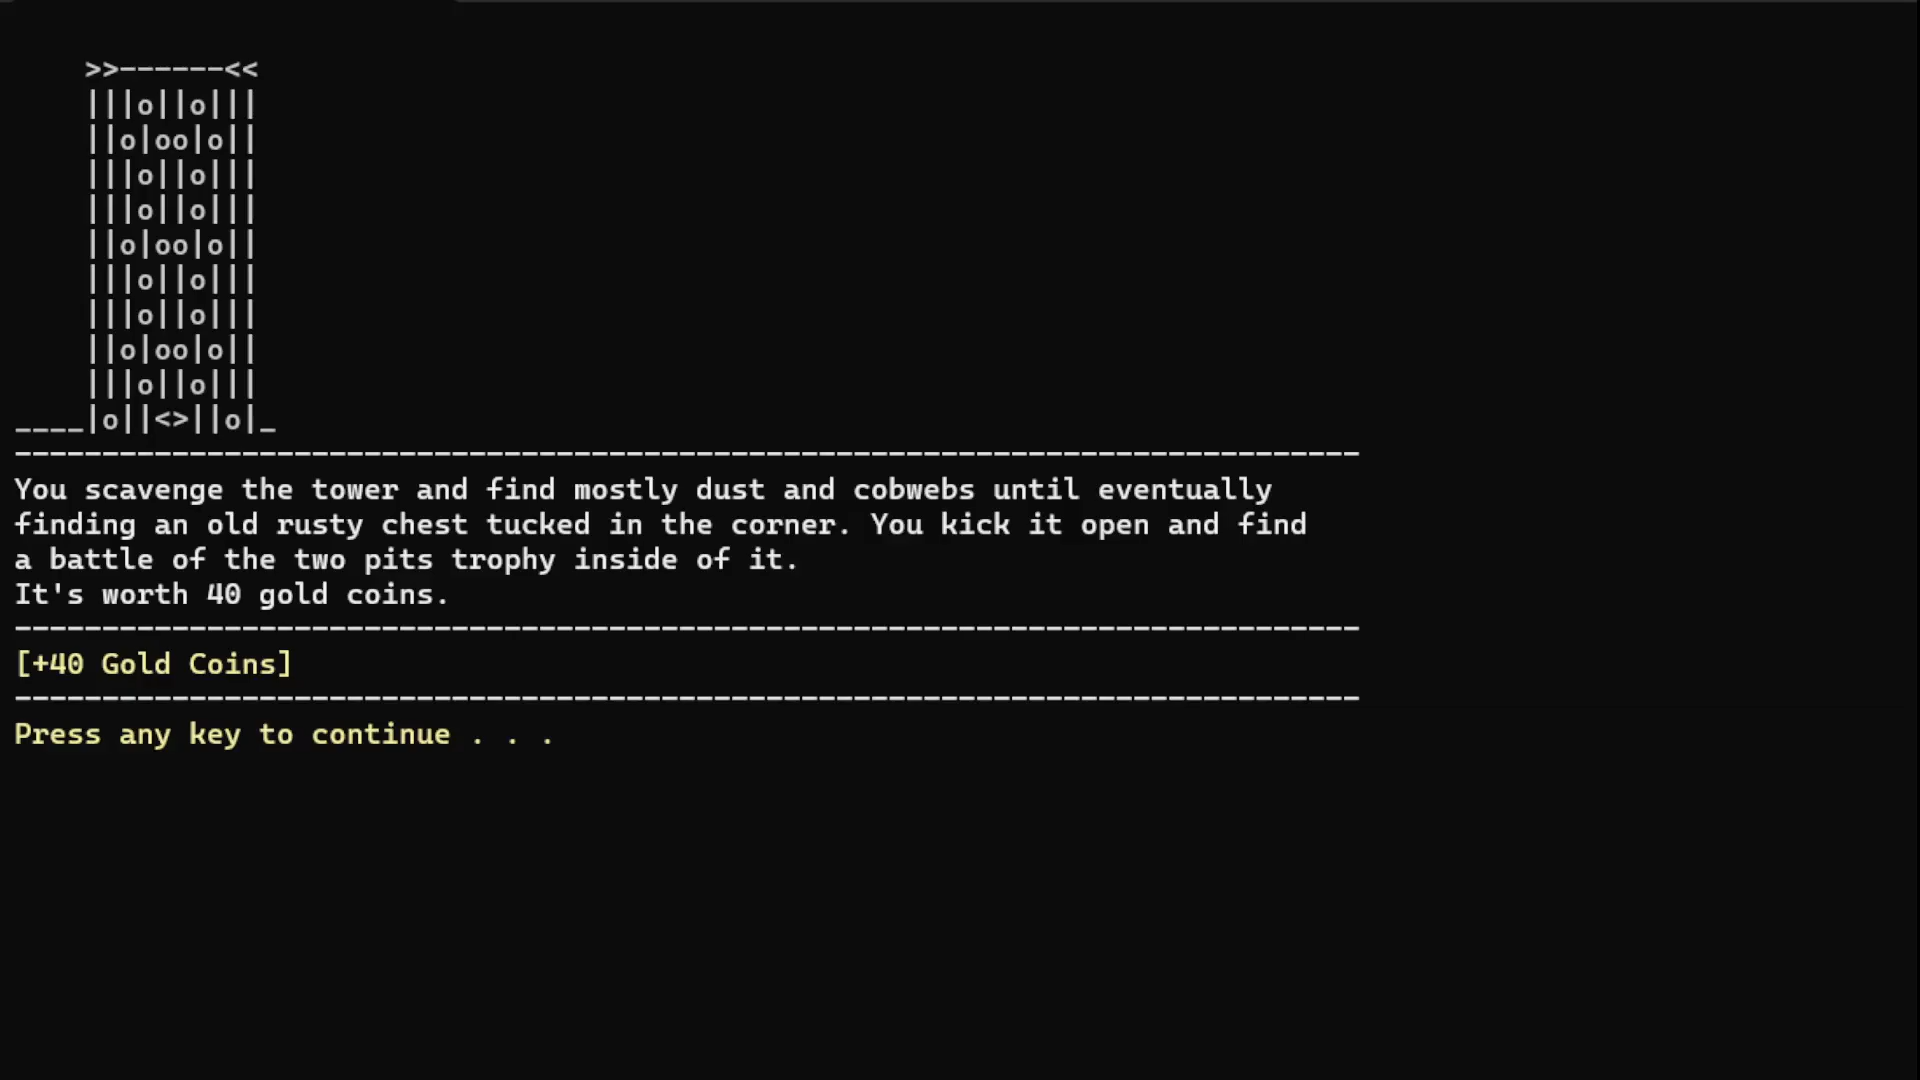 >>------<<
|||o||o|||
||o|oo|o||
|||o||o|||
|||o||o|||
||o|oo|o||
|||o||o|||
|||o||o|||
||o|oo|o||
|||o||o|||
____|o||<>||o|_
-----------------------------------------------------------------------------
You scavenge the tower and find mostly dust and cobwebs until eventually
finding an old rusty chest tucked in the corner. You kick it open and find
a battle of the two pits trophy inside of it.
It's worth 40 gold coins.
-----------------------------------------------------------------------------
[+40 Gold Coins]
-----------------------------------------------------------------------------
Press any key to continue . . .